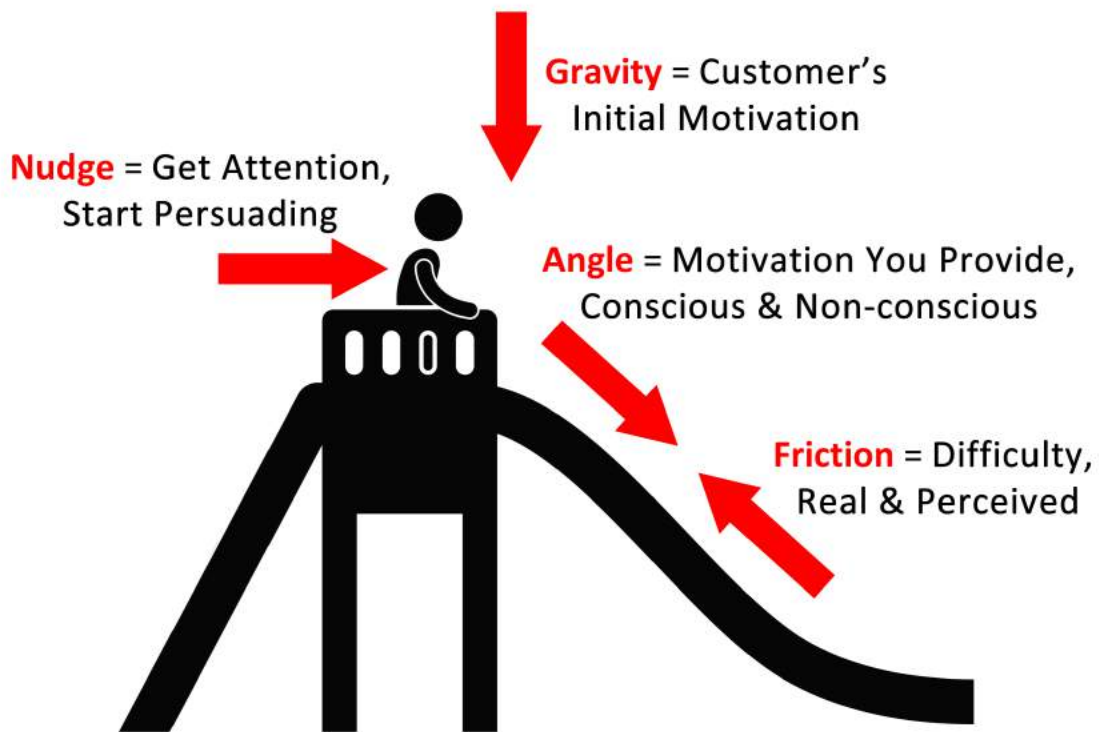 Gravity = Customer’s
Initial Motivation
Nudge = Get Attention,
Start Persuading
Angle = Motivation You Provide,
Conscious & Non-conscious
Friction = Difficulty,
Real & Perceived